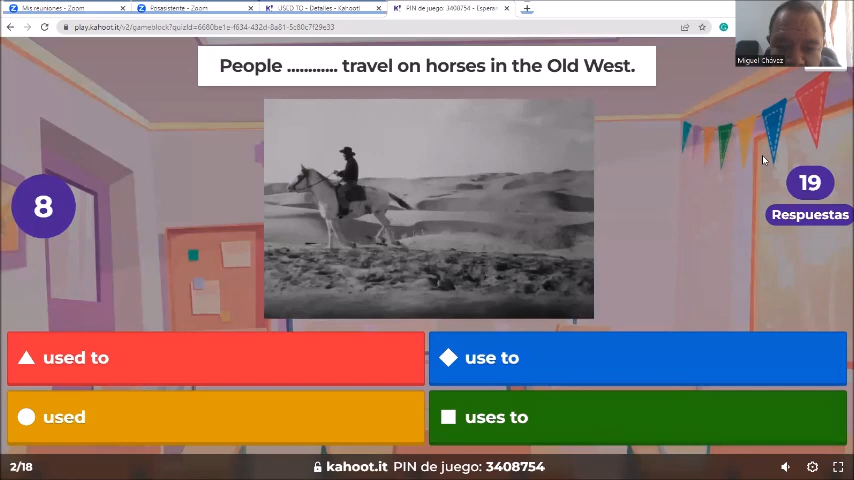 Mis reuniones - Zoom
Posasistente - Zoom
USED TO - Detalles - Kahoot!
PIN de juego: 3408754 - Esperan
play.kahoot.it/v2/gameblock?quizId=6680be1e-f634-432d-8a81-5c80c7f29e33
Miguel Chávez
People ............ travel on horses in the Old West.
8
19
Respuestas
used to
use to
used
uses to
2/18
kahoot.it PIN de juego: 3408754